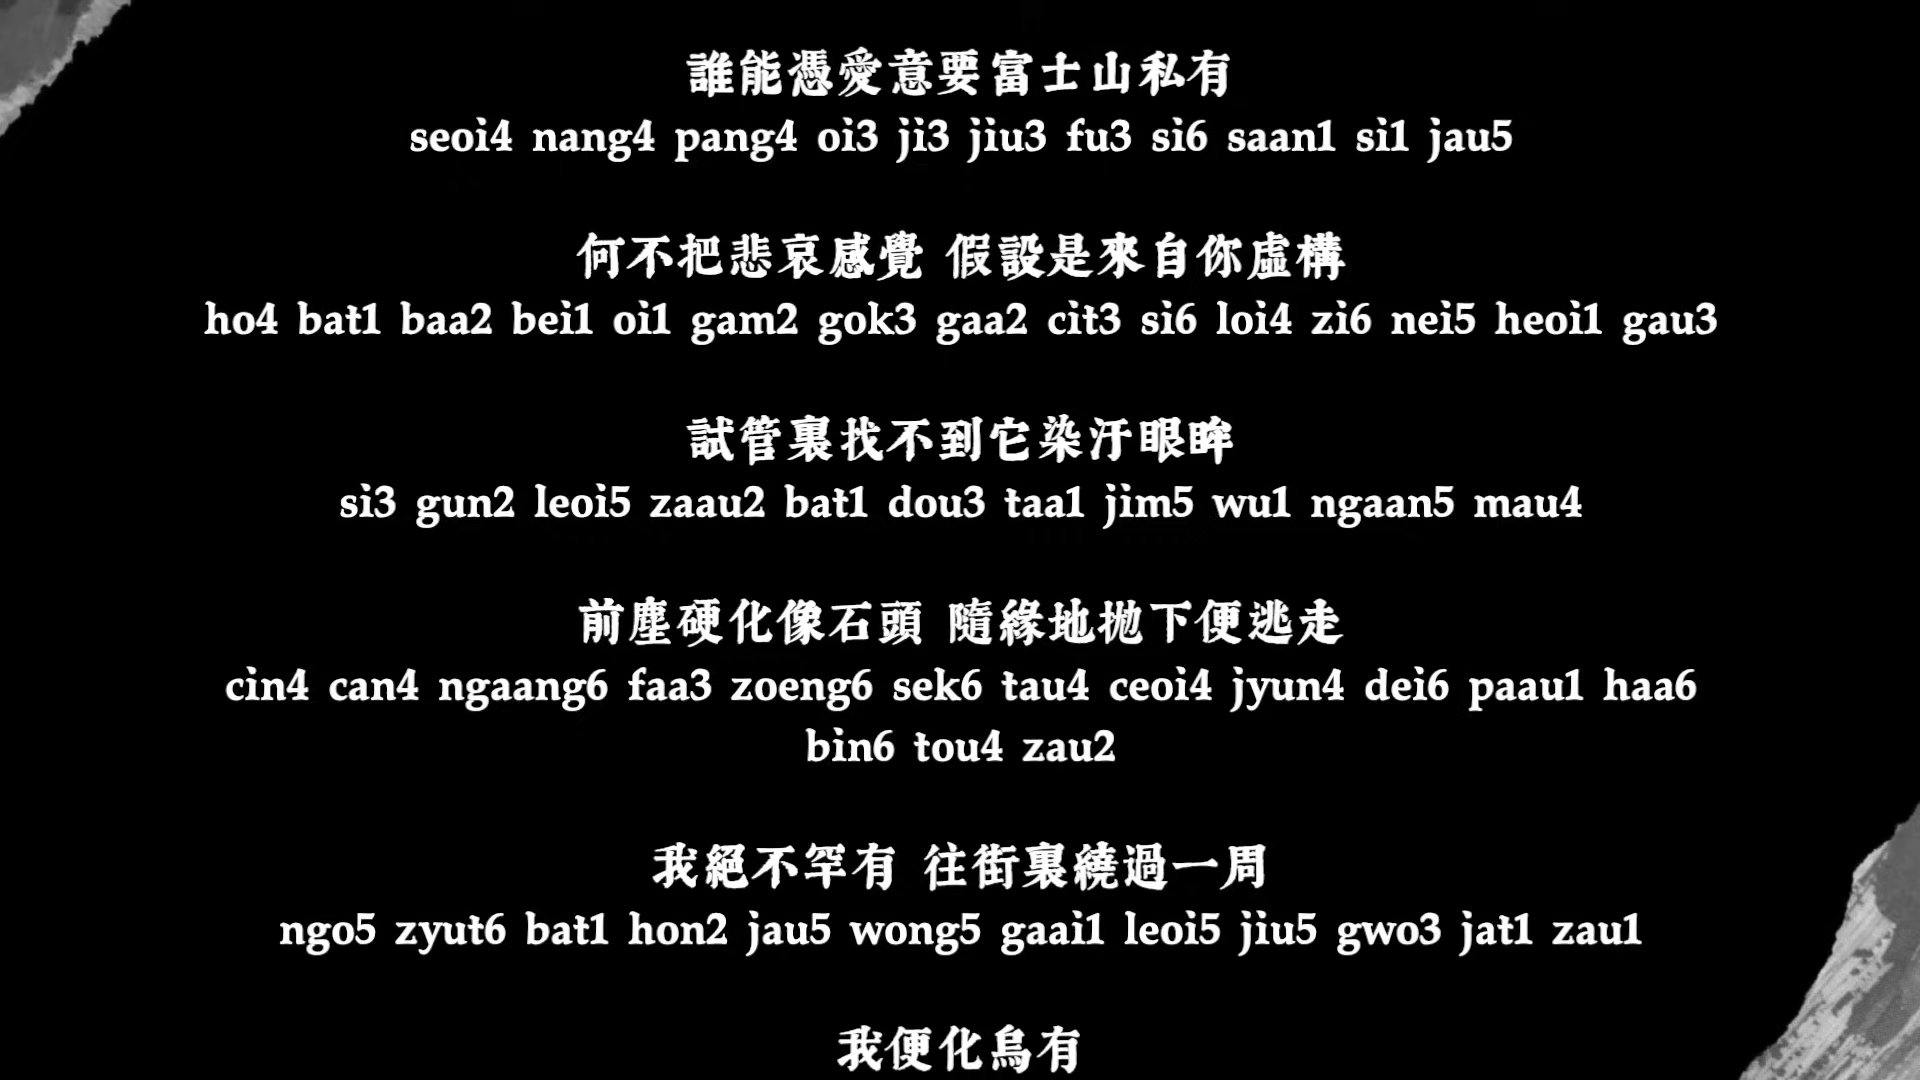 誰能憑愛意要富士山私有
seoi4 nang4 pang4 oi3 ji3 jiu3 fu3 si6 saan1 si1 jau5
何不把悲哀感覺 假設是來自你虛構
ho4 bat1 baa2 bei1 oi1 gam2 gok3 gaa2 cit3 si6 loi4 zi6 nei5 heoi1 gau3
試管裏找不到它染汙眼眸
si3 gun2 leoi5 zaau2 bat1 dou3 taa1 jim5 wu1 ngaan5 mau4
前塵硬化像石頭 隨緣地拋下便逃走
cin4 can4 ngaang6 faa3 zoeng6 sek6 tau4 ceoi4 jyun4 dei6 paau1 haa6
bin6 tou4 zau2
我絕不罕有 往街裏繞過一周
ngo5 zyut6 bat1 hon2 jau5 wong5 gaai1 leoi5 jiu5 gwo3 jat1 zau1
我便化烏有